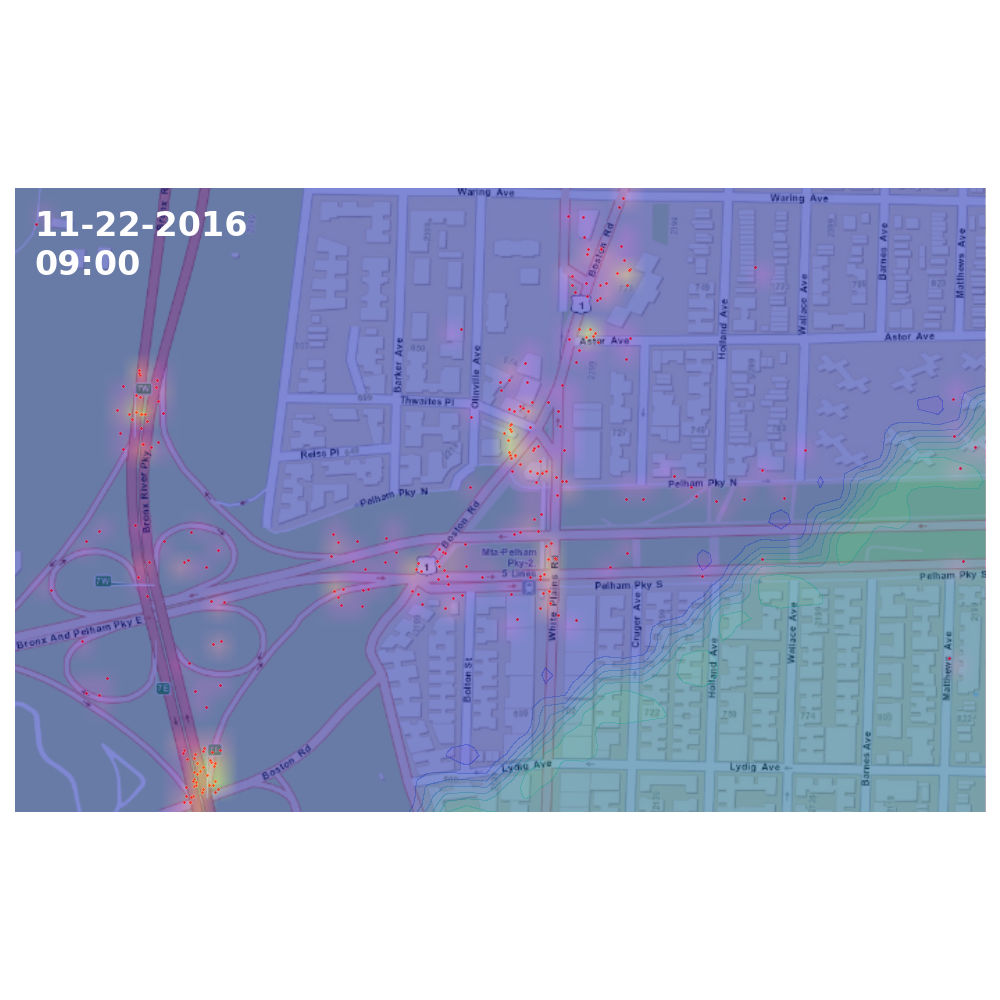 11-22-2016
09:00
Waring Ave
Waring Ave
Boston Rd
1
Barnes Ave
Matthews Ave
Wallace Ave
Holland Ave
Astor Ave
Astor Ave
Barker Ave
Olinville Ave
Thwaites Pl
7W
Reiss Pl
Bronx River Pky
Pelham Pky N
Pelham Pky N
Boston Rd
1
Mta-Pelham
Pky-2,
5 Lines
White Plains Rd
7W
Pelham Pky S
Pelham Pky S
Bronx And Pelham Pky E
Cruger Ave
Wallace Ave
Holland Ave
Matthews Ave
Bolton St
7E
Boston Rd
Lydig Ave
Lydig Ave
Barnes Ave